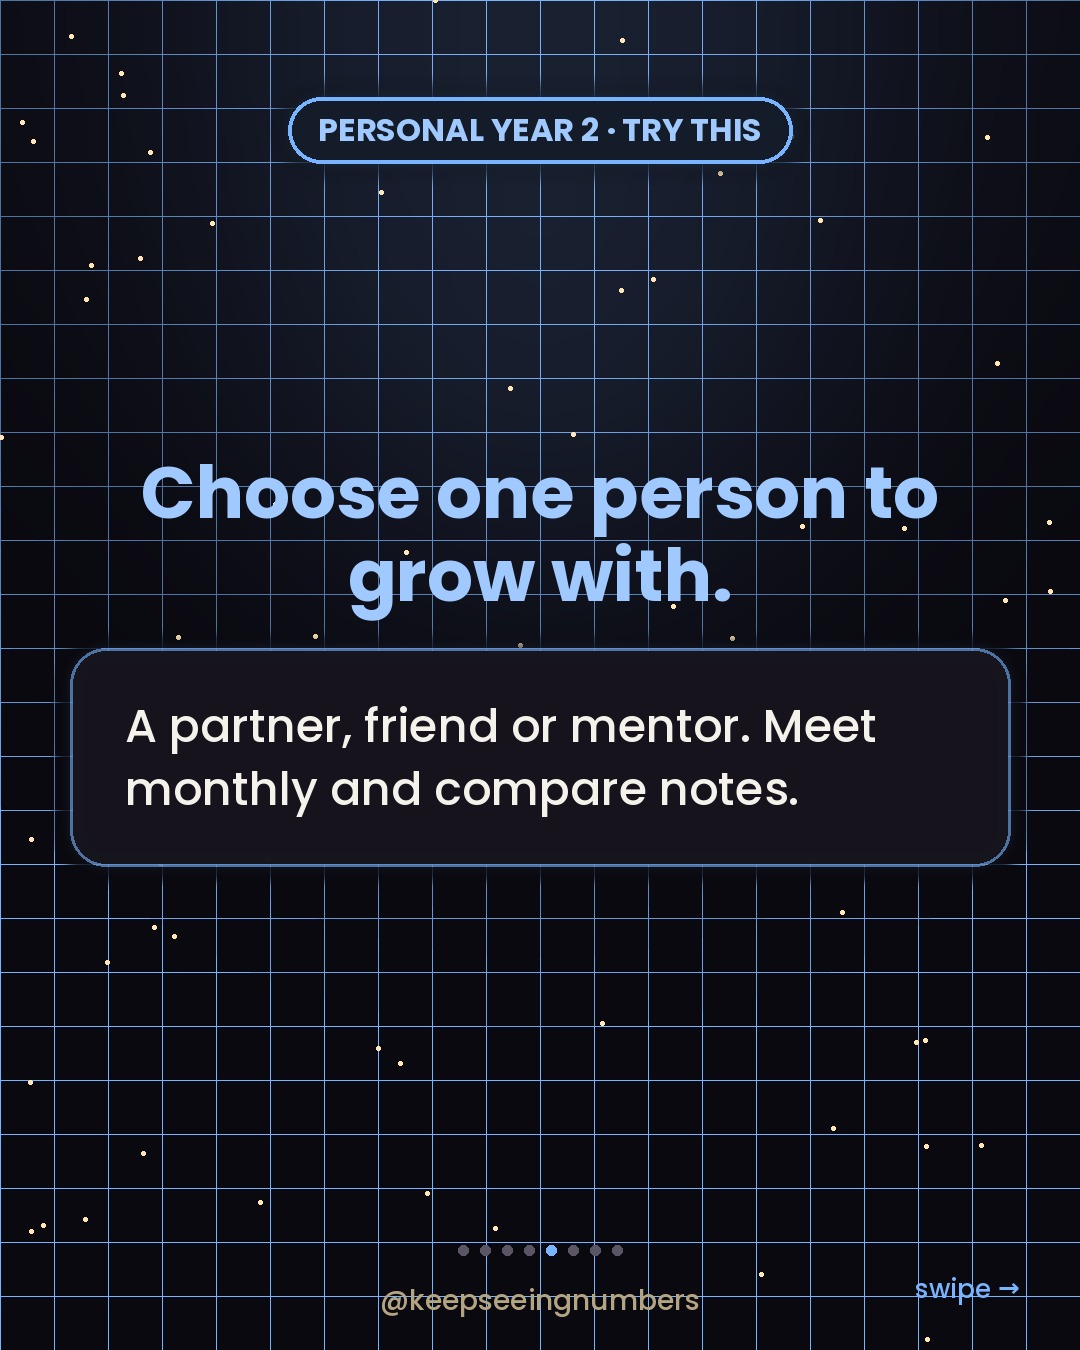 PERSONAL YEAR 2 · TRY THIS
Choose one person to
grow with.
A partner, friend or mentor. Meet
monthly and compare notes.
swipe →
@keepseeingnumbers